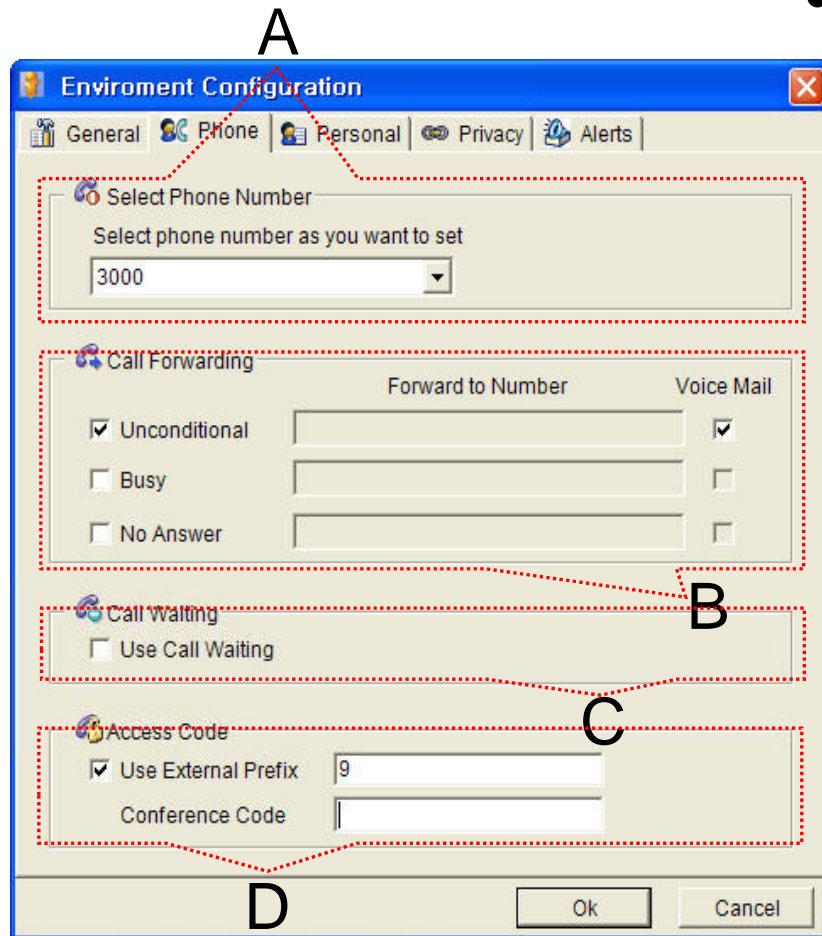 A
Enviroment Configuration
General Phone Personal Privacy Alerts
Select Phone Number
Select phone number as you want to set
3000
Call Forwarding
Forward to Number Voice Mail
Unconditional
Busy
No Answer
B
Call Waiting
Use Call Waiting
C
Access Code
Use External Prefix 9
Conference Code
D
Ok Cancel